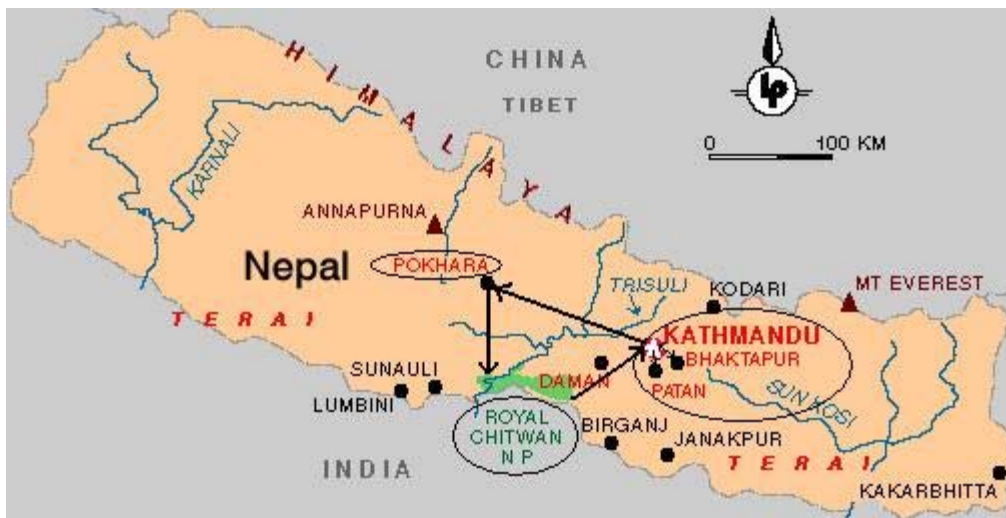 CHINA
TIBET
HIMALAYA
LP
0 100 KM
KARNALI
ANNAPURNA
Nepal
POKHARA
TRISULI
KODARI
MT EVEREST
TERAI
KATHMANDU
BHAKTAPUR
PATAN
DAMAN
SUN KOSI
SUNAULI
LUMBINI
ROYAL
CHITWAN
N P
BIRGANJ
JANAKPUR
TERAI
INDIA
KAKARBHITTA